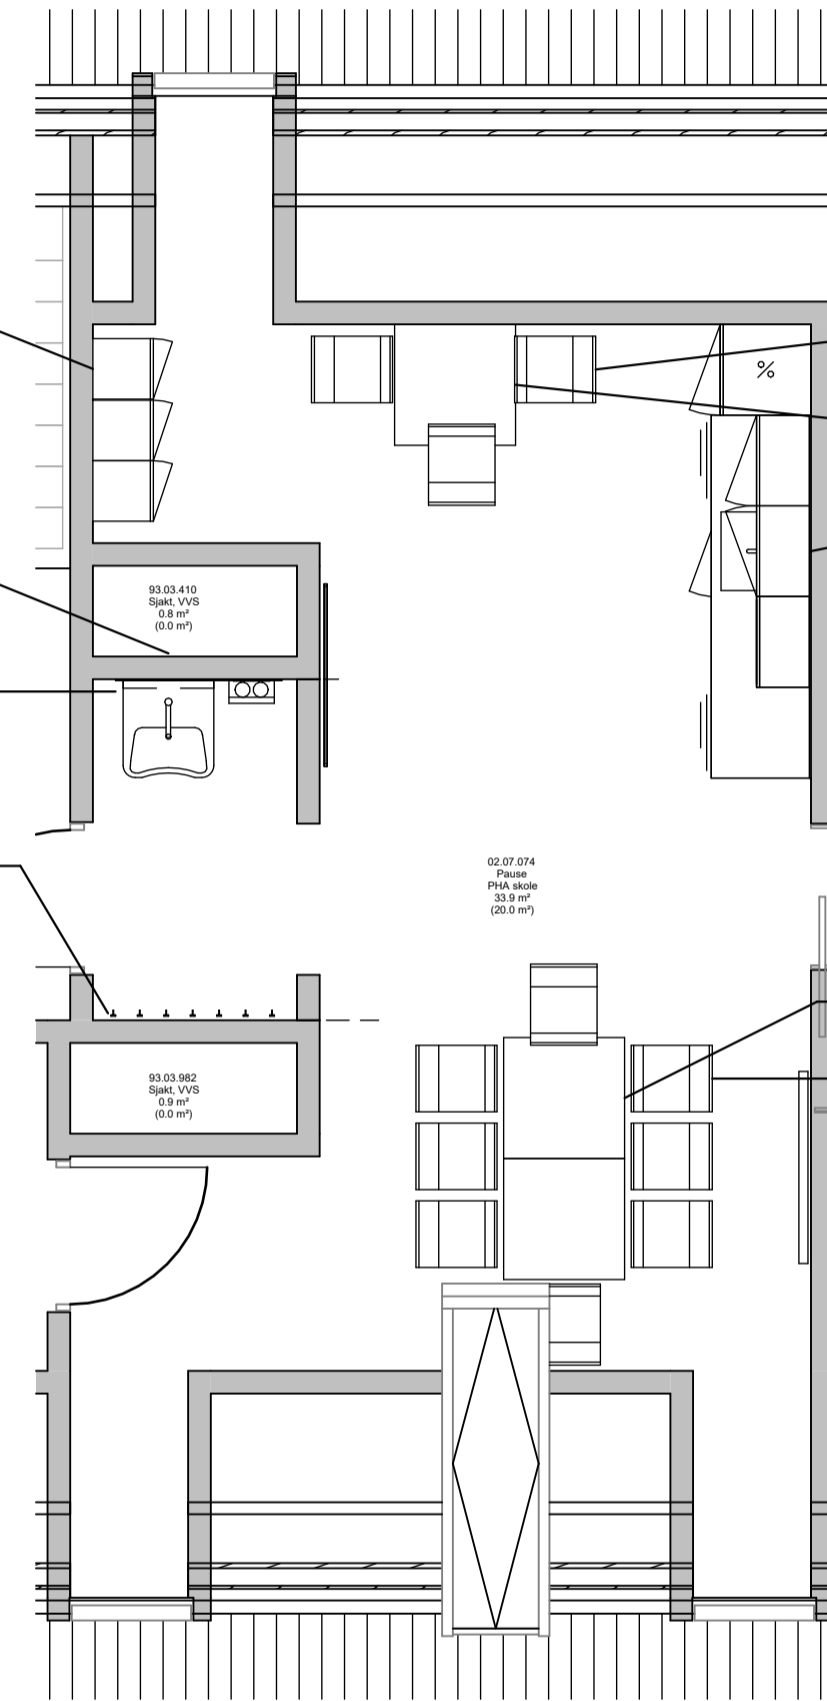 %
93.03.410
Sjakt, VVS
0.8 m²
(0.0 m²)
02.07.074
Pause
PHA skole
33.9 m²
(20.0 m²)
93.03.982
Sjakt, VVS
0.9 m²
(0.0 m²)